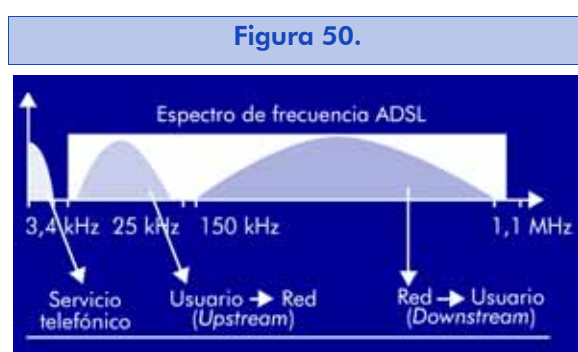 Figura 50.
Espectro de frecuencia ADSL
3,4 kHz 25 kHz 150 kHz 1,1 MHz
Servicio
telefónico
Usuario → Red
(Upstream)
Red → Usuario
(Downstream)